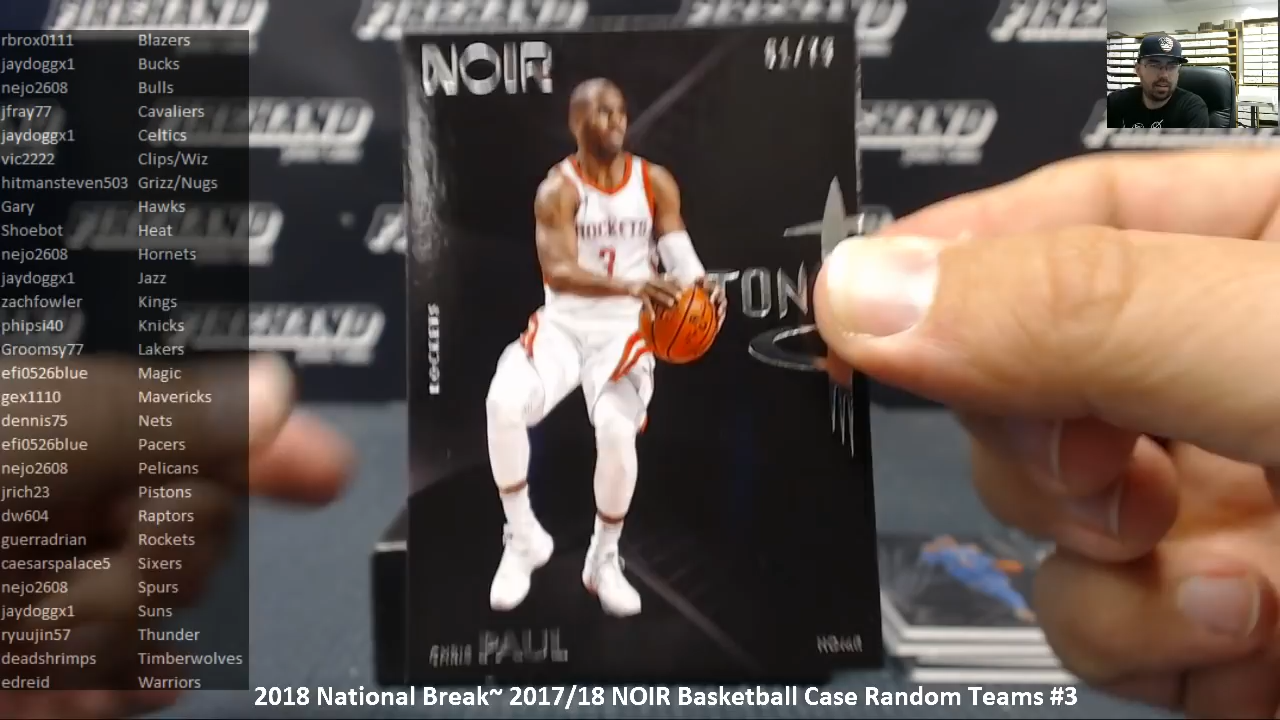 rbrox0111 Blazers
jaydoggx1 Bucks
nejo2608 Bulls
jfray77 Cavaliers
jaydoggx1 Celtics
vic2222 Clips/Wiz
hitmansteven503 Grizz/Nugs
Gary Hawks
Shoebot Heat
nejo2608 Hornets
jaydoggx1 Jazz
zachfowler Kings
phipsi40 Knicks
Groomsy77 Lakers
efi0526blue Magic
gex1110 Mavericks
dennis75 Nets
efi0526blue Pacers
nejo2608 Pelicans
jrich23 Pistons
dw604 Raptors
guerradrian Rockets
caesarspalace5 Sixers
nejo2608 Spurs
jaydoggx1 Suns
ryuujin57 Thunder
deadshrimps Timberwolves
edreid Warriors
NOIR
ROCKETS
3
TON
ROCKETS
CHRIS PAUL
2018 National Break~ 2017/18 NOIR Basketball Case Random Teams #3